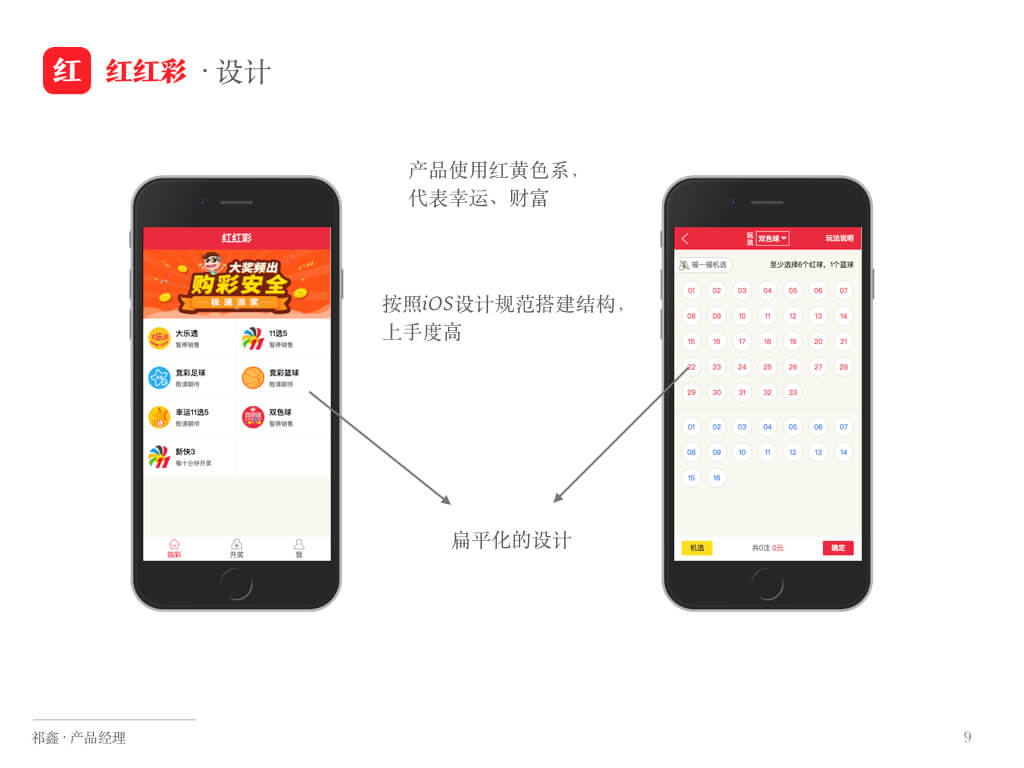 红 红红彩 · 设计
产品使用红黄色系，
代表幸运、财富
按照iOS设计规范搭建结构，
上手度高
扁平化的设计
红红彩
大奖频出
购彩安全
极速派奖
大乐透
暂停销售
11选5
暂停销售
竞彩足球
敬请期待
竞彩篮球
敬请期待
幸运11选5
敬请期待
双色球
暂停销售
新快3
每十分钟开奖
购彩 开奖 我
玩法 双色球 玩法说明
摇一摇机选 至少选择6个红球，1个蓝球
01 02 03 04 05 06 07
08 09 10 11 12 13 14
15 16 17 18 19 20 21
22 23 24 25 26 27 28
29 30 31 32 33
01 02 03 04 05 06 07
08 09 10 11 12 13 14
15 16
机选 共0注 0元 确定
祁鑫 · 产品经理
9